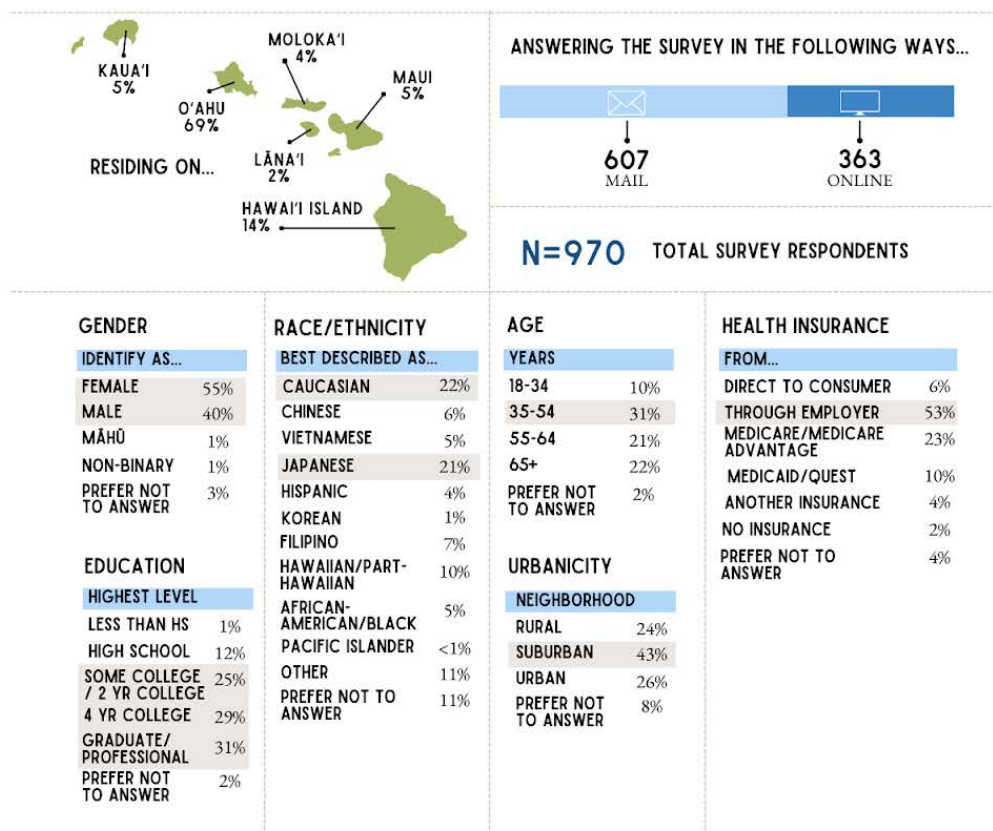 KAUAʻI
5%
OʻAHU
69%
MOLOKAʻI
4%
MAUI
5%
LĀNAʻI
2%
RESIDING ON...
HAWAIʻI ISLAND
14%
ANSWERING THE SURVEY IN THE FOLLOWING WAYS...
607
MAIL
363
ONLINE
N=970 TOTAL SURVEY RESPONDENTS
GENDER
IDENTIFY AS...
FEMALE 55%
MALE 40%
MĀHŪ 1%
NON-BINARY 1%
PREFER NOT 3%
TO ANSWER
EDUCATION
HIGHEST LEVEL
LESS THAN HS 1%
HIGH SCHOOL 12%
SOME COLLEGE 25%
/ 2 YR COLLEGE
4 YR COLLEGE 29%
GRADUATE/ 31%
PROFESSIONAL
PREFER NOT 2%
TO ANSWER
RACE/ETHNICITY
BEST DESCRIBED AS...
CAUCASIAN 22%
CHINESE 6%
VIETNAMESE 5%
JAPANESE 21%
HISPANIC 4%
KOREAN 1%
FILIPINO 7%
HAWAIIAN/PART- 10%
HAWAIIAN
AFRICAN- 5%
AMERICAN/BLACK
PACIFIC ISLANDER <1%
OTHER 11%
PREFER NOT TO 11%
ANSWER
AGE
YEARS
18-34 10%
35-54 31%
55-64 21%
65+ 22%
PREFER NOT 2%
TO ANSWER
URBANICITY
NEIGHBORHOOD
RURAL 24%
SUBURBAN 43%
URBAN 26%
PREFER NOT 8%
TO ANSWER
HEALTH INSURANCE
FROM...
DIRECT TO CONSUMER 6%
THROUGH EMPLOYER 53%
MEDICARE/MEDICARE 23%
ADVANTAGE
MEDICAID/QUEST 10%
ANOTHER INSURANCE 4%
NO INSURANCE 2%
PREFER NOT TO 4%
ANSWER